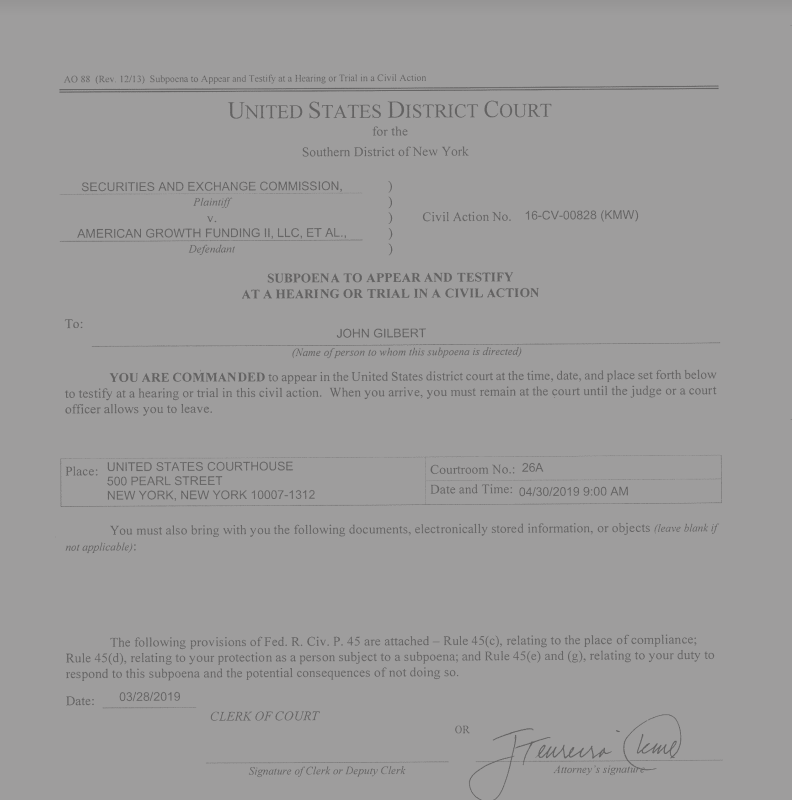 AO 88 (Rev. 12/13) Subpoena to Appear and Testify at a Hearing or Trial in a Civil Action
UNITED STATES DISTRICT COURT
for the
Southern District of New York
SECURITIES AND EXCHANGE COMMISSION, )
Plaintiff )
v. ) Civil Action No. 16-CV-00828 (KMW)
AMERICAN GROWTH FUNDING II, LLC, ET AL., )
Defendant )
SUBPOENA TO APPEAR AND TESTIFY
AT A HEARING OR TRIAL IN A CIVIL ACTION
To:
JOHN GILBERT
(Name of person to whom this subpoena is directed)
YOU ARE COMMANDED to appear in the United States district court at the time, date, and place set forth below
to testify at a hearing or trial in this civil action. When you arrive, you must remain at the court until the judge or a court
officer allows you to leave.
Place: UNITED STATES COURTHOUSE
500 PEARL STREET
NEW YORK, NEW YORK 10007-1312
Courtroom No.: 26A
Date and Time: 04/30/2019 9:00 AM
You must also bring with you the following documents, electronically stored information, or objects (leave blank if
not applicable):
The following provisions of Fed. R. Civ. P. 45 are attached – Rule 45(c), relating to the place of compliance;
Rule 45(d), relating to your protection as a person subject to a subpoena; and Rule 45(e) and (g), relating to your duty to
respond to this subpoena and the potential consequences of not doing so.
Date: 03/28/2019
CLERK OF COURT
OR
Signature of Clerk or Deputy Clerk
Attorney's signature